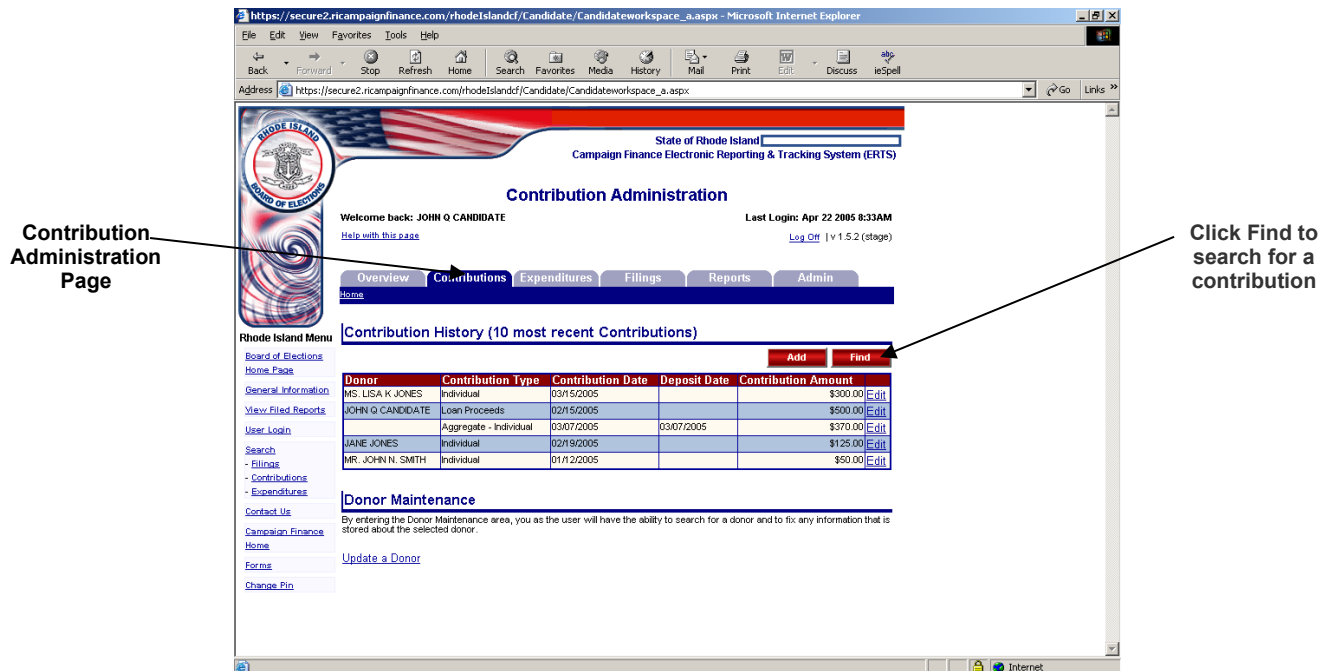 https://secure2.ricampaignfinance.com/rhodeIslandcf/Candidate/Candidateworkspace_a.aspx - Microsoft Internet Explorer
File Edit View Favorites Tools Help
Back Forward Stop Refresh Home Search Favorites Media History Mail Print Edit Discuss ieSpell
Address https://secure2.ricampaignfinance.com/rhodeIslandcf/Candidate/Candidateworkspace_a.aspx Go Links »
RHODE ISLAND
BOARD OF ELECTIONS
State of Rhode Island
Campaign Finance Electronic Reporting & Tracking System (ERTS)
Contribution Administration
Welcome back: JOHN Q CANDIDATE Last Login: Apr 22 2005 8:33AM
Help with this page Log Off | v 1.5.2 (stage)
Contribution
Administration
Page
Click Find to
search for a
contribution
Overview Contributions Expenditures Filings Reports Admin
Home
Rhode Island Menu
Board of Elections
Home Page
General Information
View Filed Reports
User Login
Search
- Filings
- Contributions
- Expenditures
Contact Us
Campaign Finance
Home
Forms
Change Pin
Contribution History (10 most recent Contributions)
Add Find
Donor Contribution Type Contribution Date Deposit Date Contribution Amount
MS. LISA K JONES Individual 03/15/2005 $300.00 Edit
JOHN Q CANDIDATE Loan Proceeds 02/15/2005 $500.00 Edit
Aggregate - Individual 03/07/2005 03/07/2005 $370.00 Edit
JANE JONES Individual 02/19/2005 $125.00 Edit
MR. JOHN N. SMITH Individual 01/12/2005 $50.00 Edit
Donor Maintenance
By entering the Donor Maintenance area, you as the user will have the ability to search for a donor and to fix any information that is
stored about the selected donor.
Update a Donor
Internet